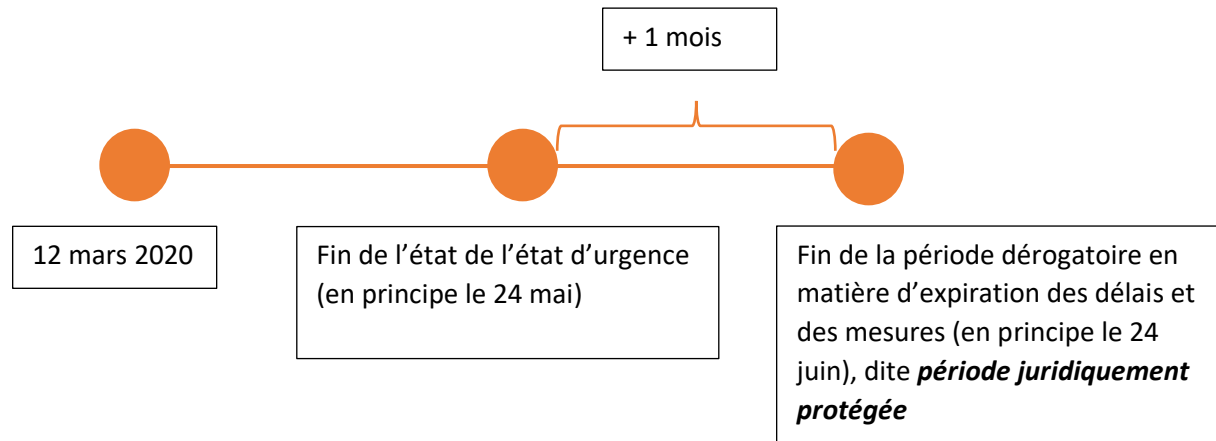 + 1 mois
12 mars 2020
Fin de l’état de l’état d’urgence
(en principe le 24 mai)
Fin de la période dérogatoire en
matière d’expiration des délais et
des mesures (en principe le 24
juin), dite période juridiquement
protégée